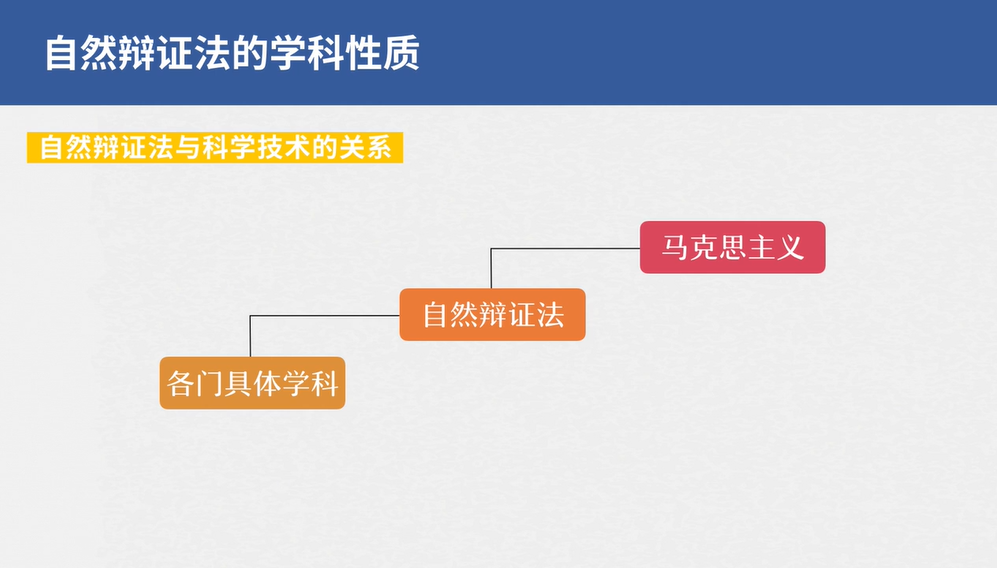 自然辩证法的学科性质
自然辩证法与科学技术的关系
马克思主义
自然辩证法
各门具体学科